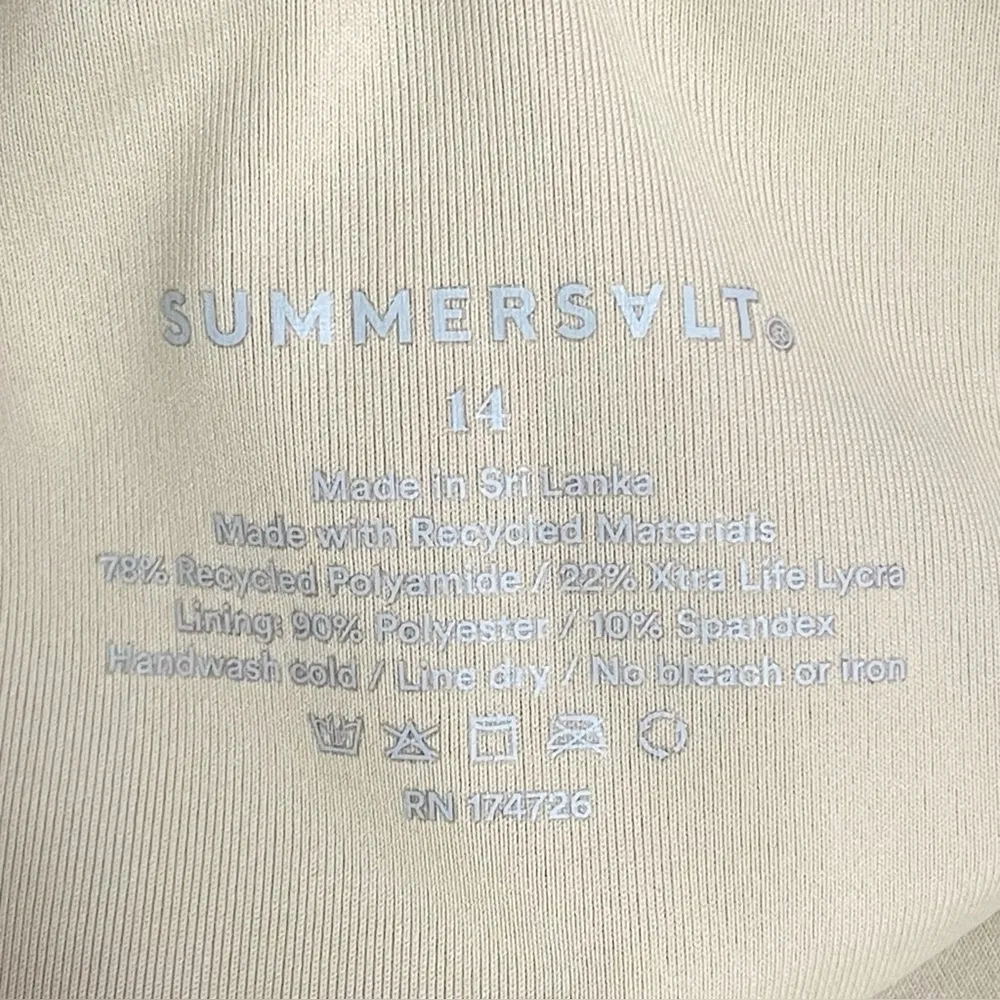 SUMMERSALT®
14
Made in Sri Lanka
Made with Recycled Materials
78% Recycled Polyamide / 22% Xtra Life Lycra
Lining: 90% Polyester / 10% Spandex
Handwash cold / Line dry / No bleach or iron
RN 174726